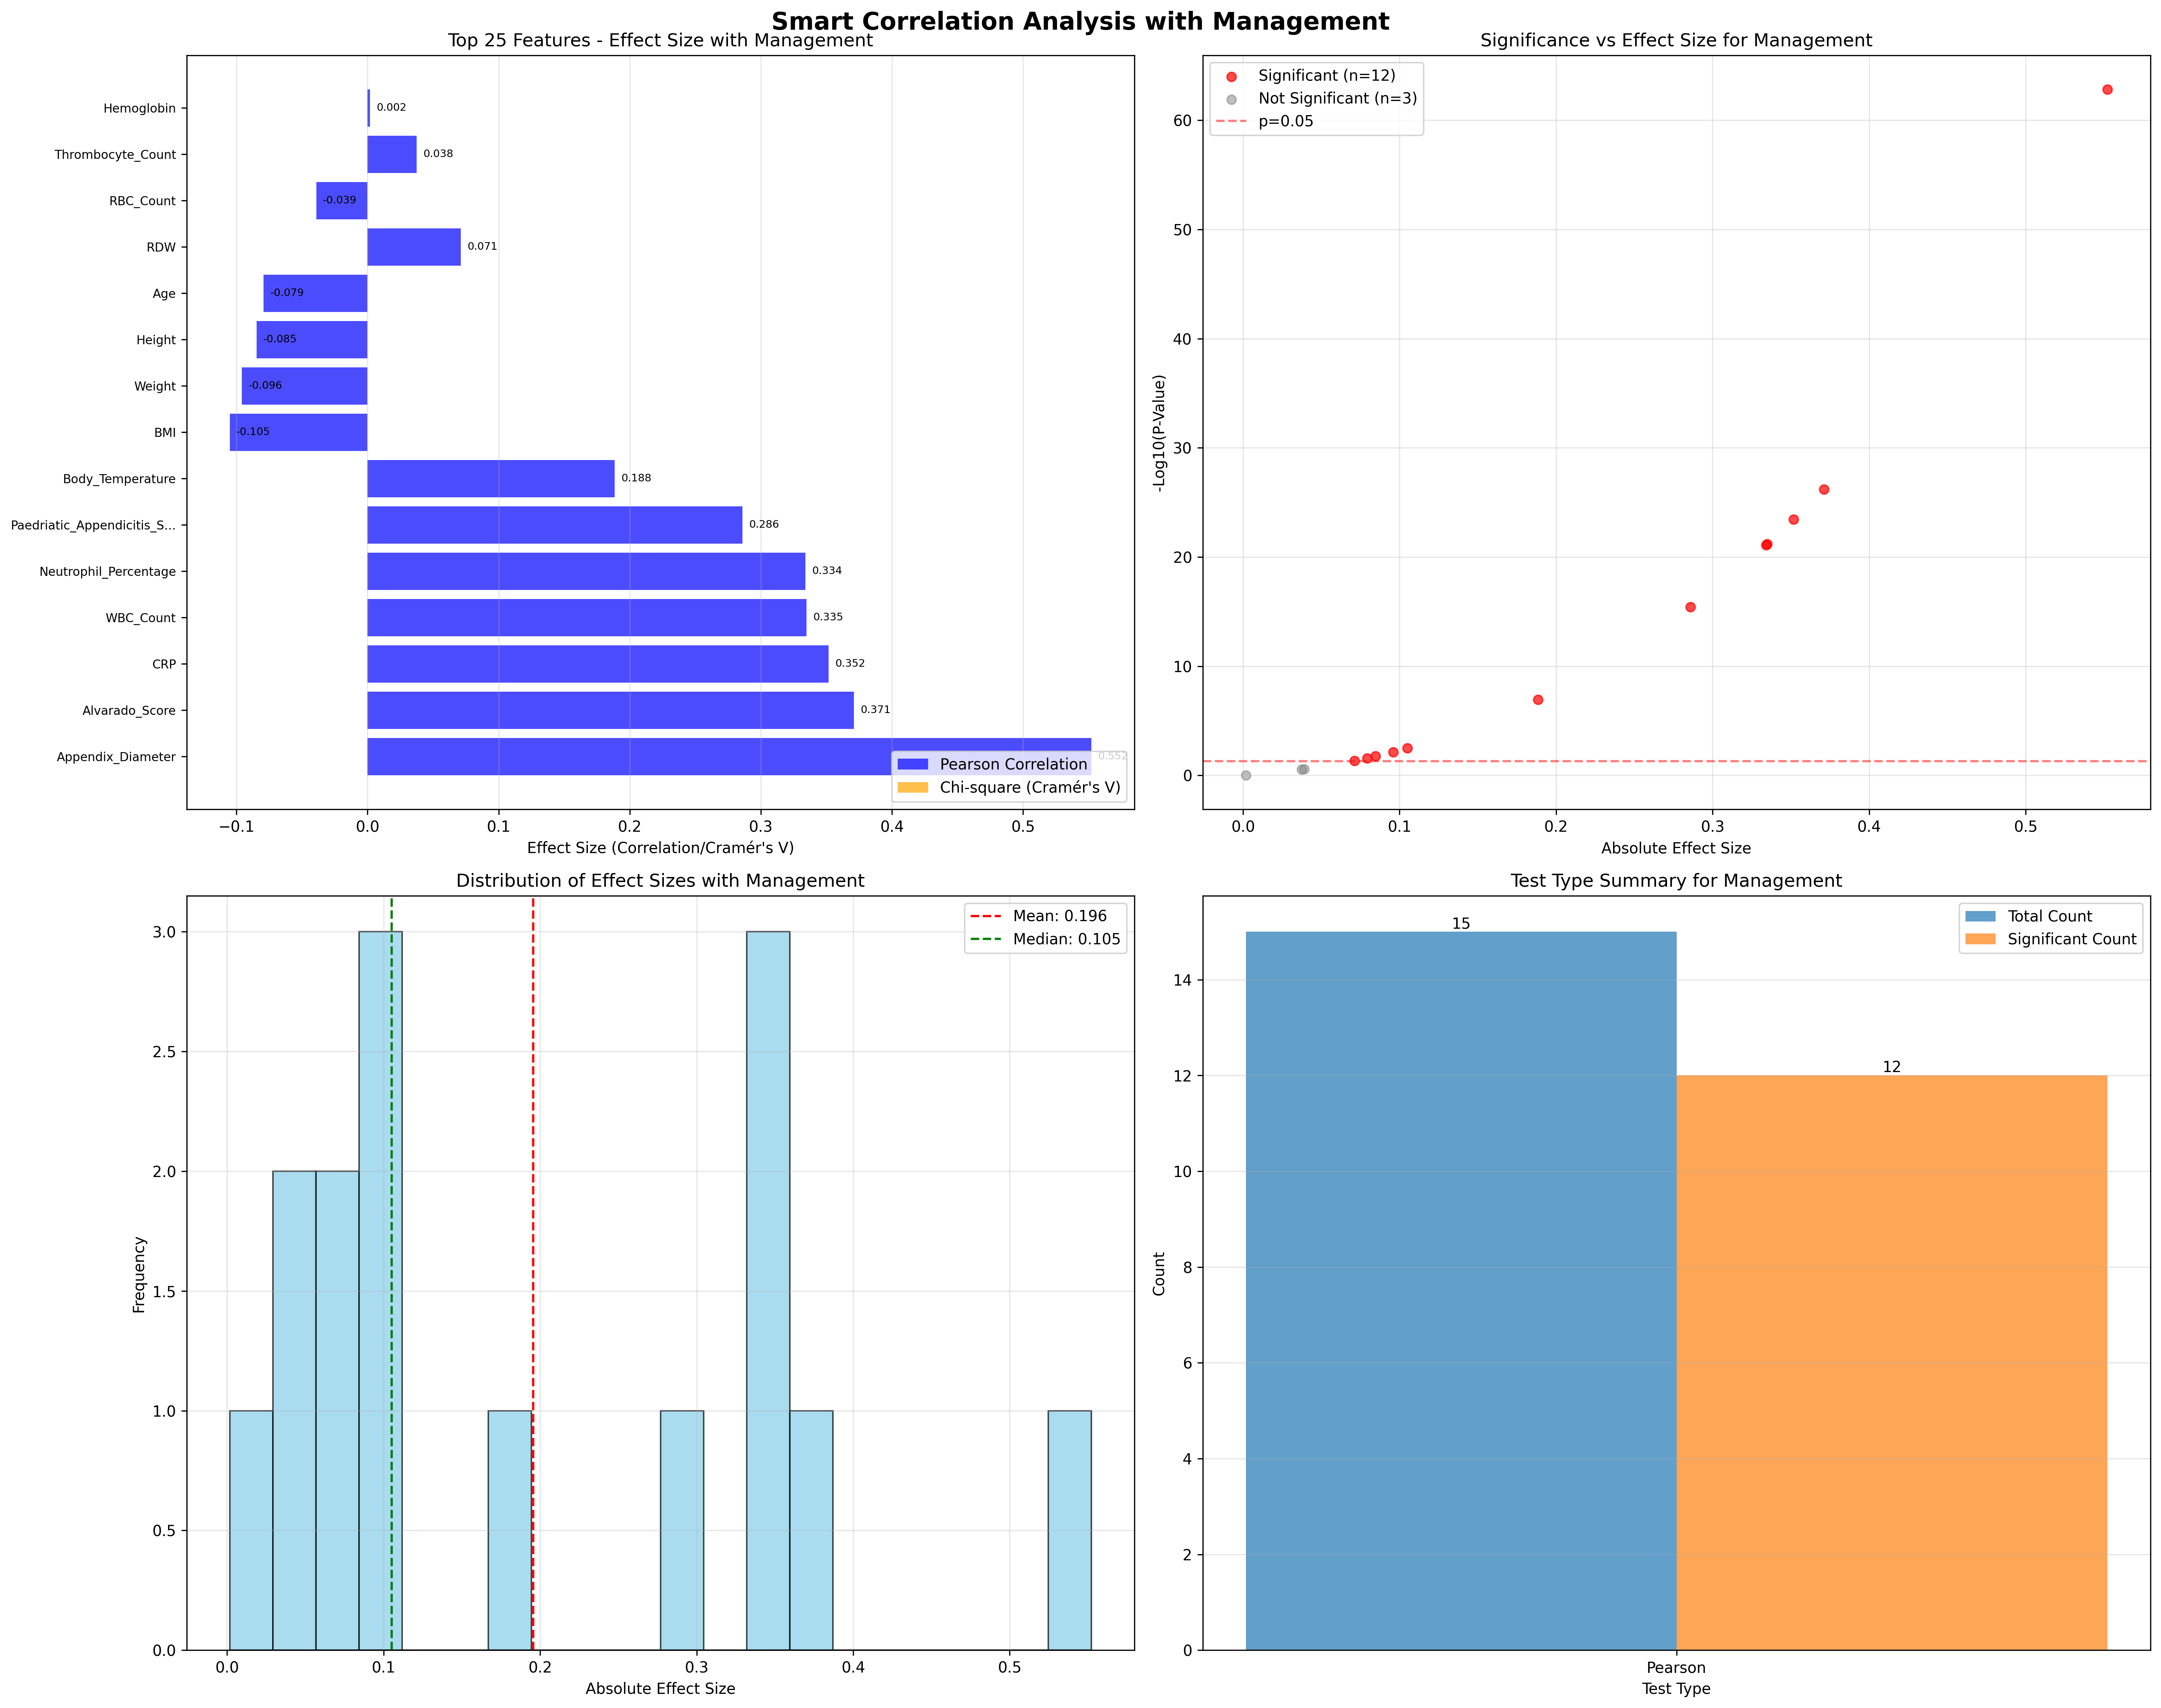 Smart Correlation Analysis with Management
Top 25 Features - Effect Size with Management
Hemoglobin
0.002
Thrombocyte_Count
0.038
RBC_Count
-0.039
RDW
0.071
Age
-0.079
Height
-0.085
Weight
-0.096
BMI
-0.105
Body_Temperature
0.188
Paedriatic_Appendicitis_S...
0.286
Neutrophil_Percentage
0.334
WBC_Count
0.335
CRP
0.352
Alvarado_Score
0.371
Appendix_Diameter
0.552
Pearson Correlation
Chi-square (Cramér's V)
−0.1 0.0 0.1 0.2 0.3 0.4 0.5
Effect Size (Correlation/Cramér's V)
Significance vs Effect Size for Management
Significant (n=12)
Not Significant (n=3)
p=0.05
60
50
40
30
20
10
0
-Log10(P-Value)
0.0 0.1 0.2 0.3 0.4 0.5
Absolute Effect Size
Distribution of Effect Sizes with Management
Mean: 0.196
Median: 0.105
3.0
2.5
2.0
1.5
1.0
0.5
0.0
Frequency
0.0 0.1 0.2 0.3 0.4 0.5
Absolute Effect Size
Test Type Summary for Management
Total Count
Significant Count
15
12
14
12
10
8
6
4
2
0
Count
Pearson
Test Type